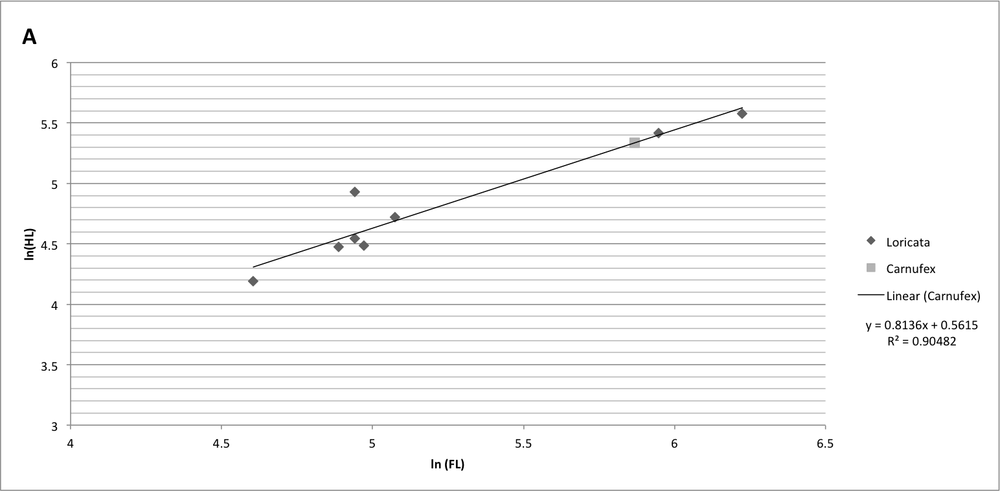 A
6
5.5
5
4.5
4
3.5
3
ln(HL)
4 4.5 5 5.5 6 6.5
ln (FL)
Loricata
Carnufex
Linear (Carnufex)
y = 0.8136x + 0.5615
R² = 0.90482